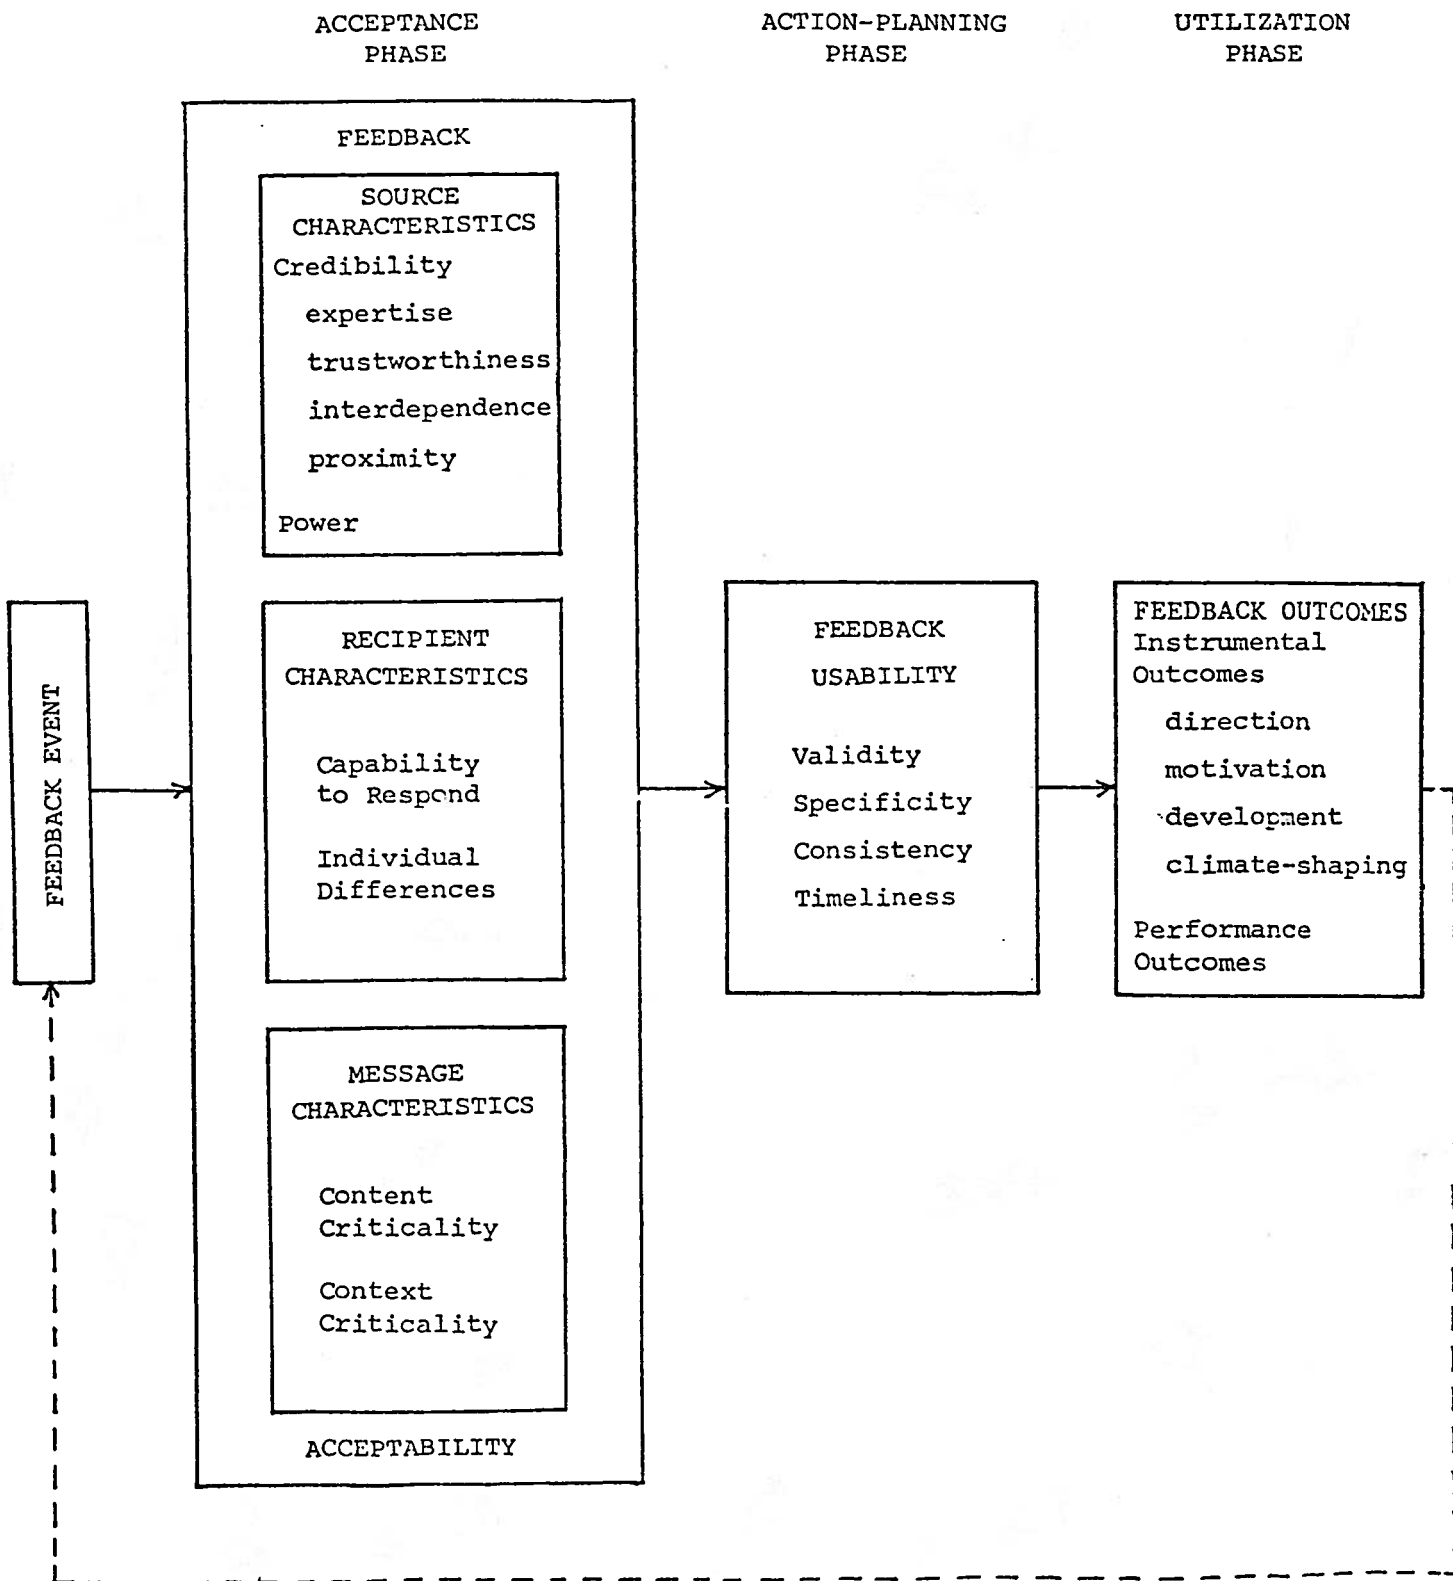 ACCEPTANCE
PHASE
ACTION-PLANNING
PHASE
UTILIZATION
PHASE
FEEDBACK EVENT
FEEDBACK
SOURCE
CHARACTERISTICS
Credibility
expertise
trustworthiness
interdependence
proximity
Power
RECIPIENT
CHARACTERISTICS
Capability
to Respond
Individual
Differences
MESSAGE
CHARACTERISTICS
Content
Criticality
Context
Criticality
ACCEPTABILITY
FEEDBACK
USABILITY
Validity
Specificity
Consistency
Timeliness
FEEDBACK OUTCOMES
Instrumental
Outcomes
direction
motivation
development
climate-shaping
Performance
Outcomes